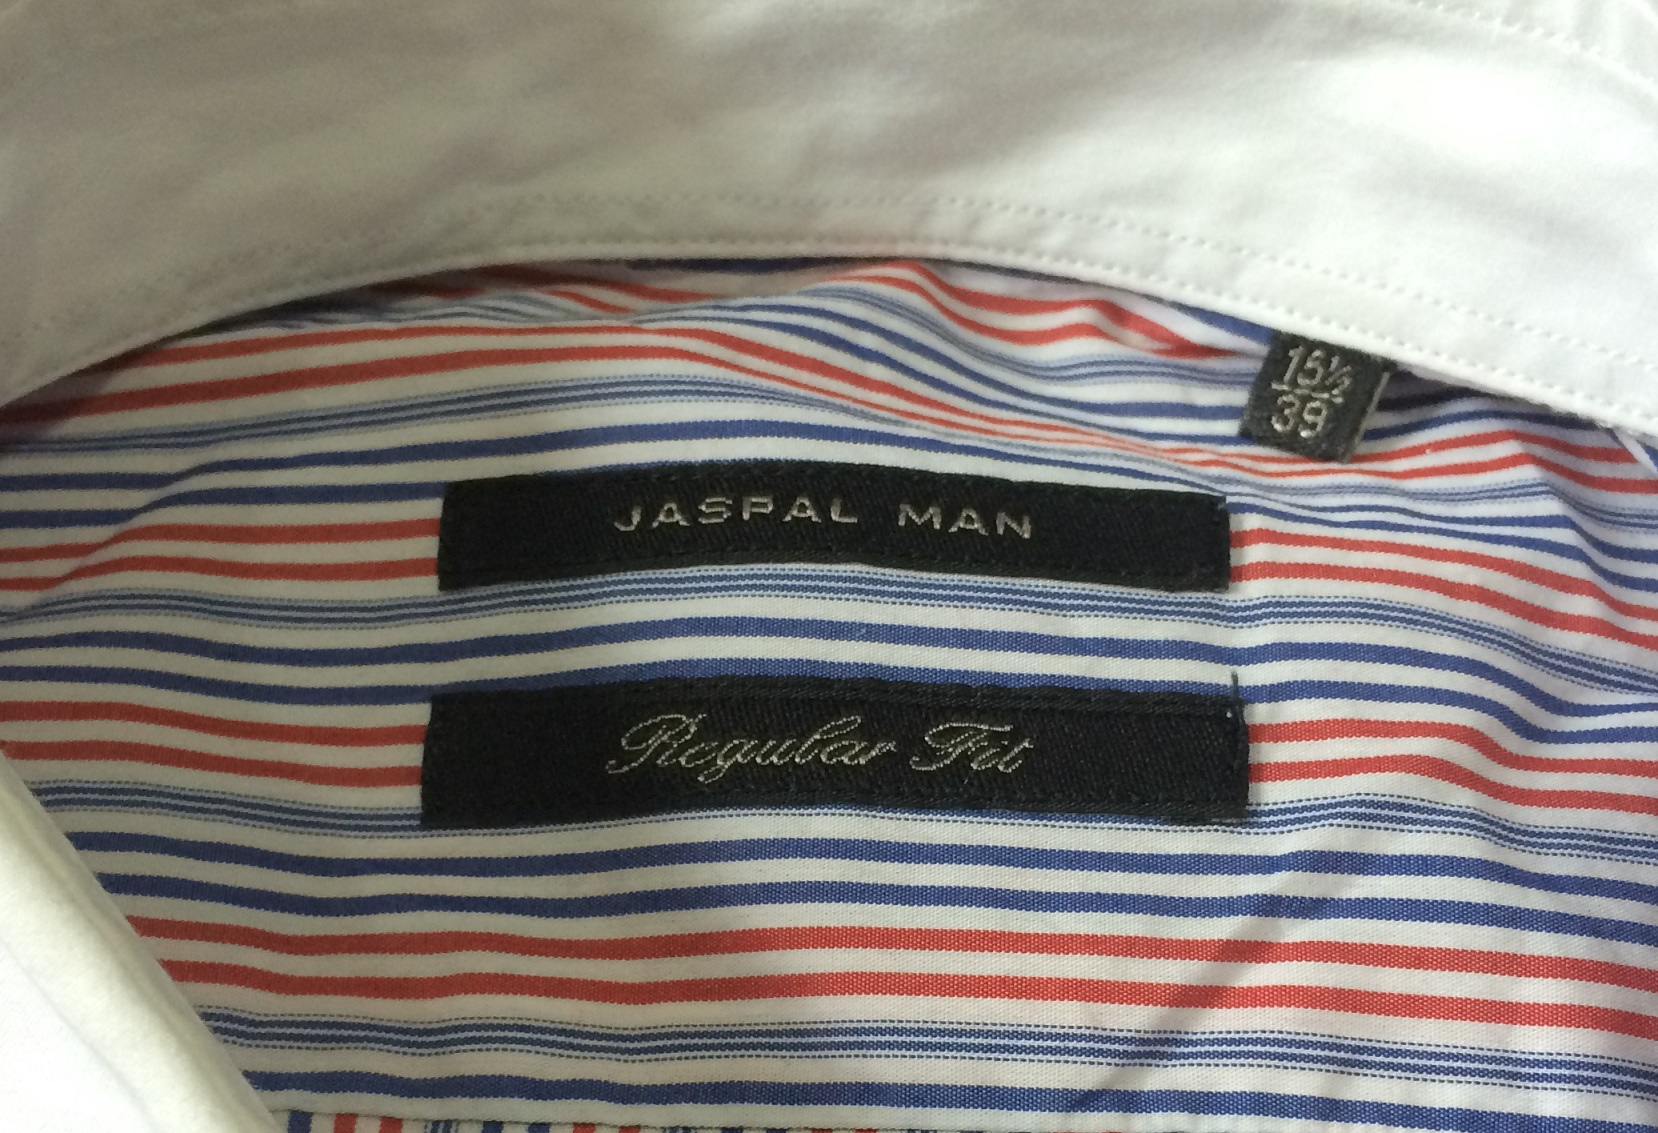 15½
39
JASPAL MAN
Regular Fit